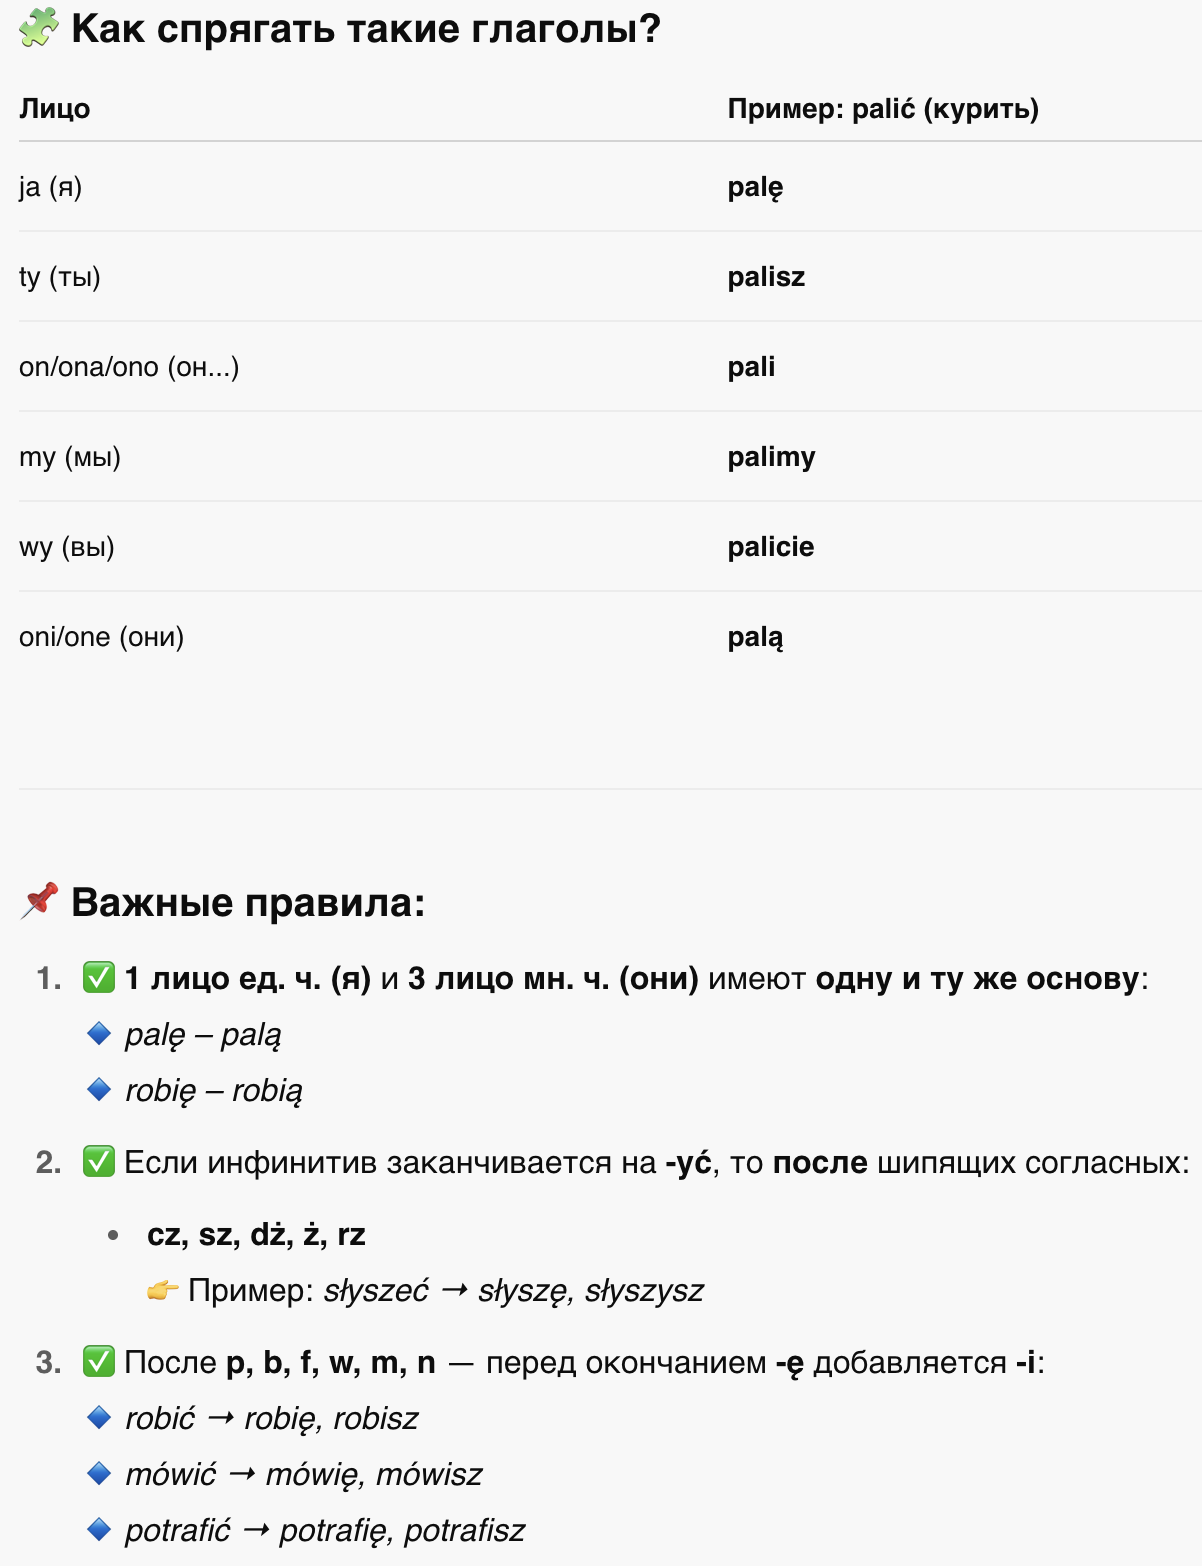 🧩 Как спрягать такие глаголы?
Лицо Пример: palić (курить)
ja (я) palę
ty (ты) palisz
on/ona/ono (он...) pali
my (мы) palimy
wy (вы) palicie
oni/one (они) palą
📌 Важные правила:
1. ✅ 1 лицо ед. ч. (я) и 3 лицо мн. ч. (они) имеют одну и ту же основу:
🔹 palę – palą
🔹 robię – robią
2. ✅ Если инфинитив заканчивается на -yć, то после шипящих согласных:
• cz, sz, dż, ż, rz
👉 Пример: słyszeć → słyszę, słyszysz
3. ✅ После p, b, f, w, m, n — перед окончанием -ę добавляется -i:
🔹 robić → robię, robisz
🔹 mówić → mówię, mówisz
🔹 potrafić → potrafię, potrafisz